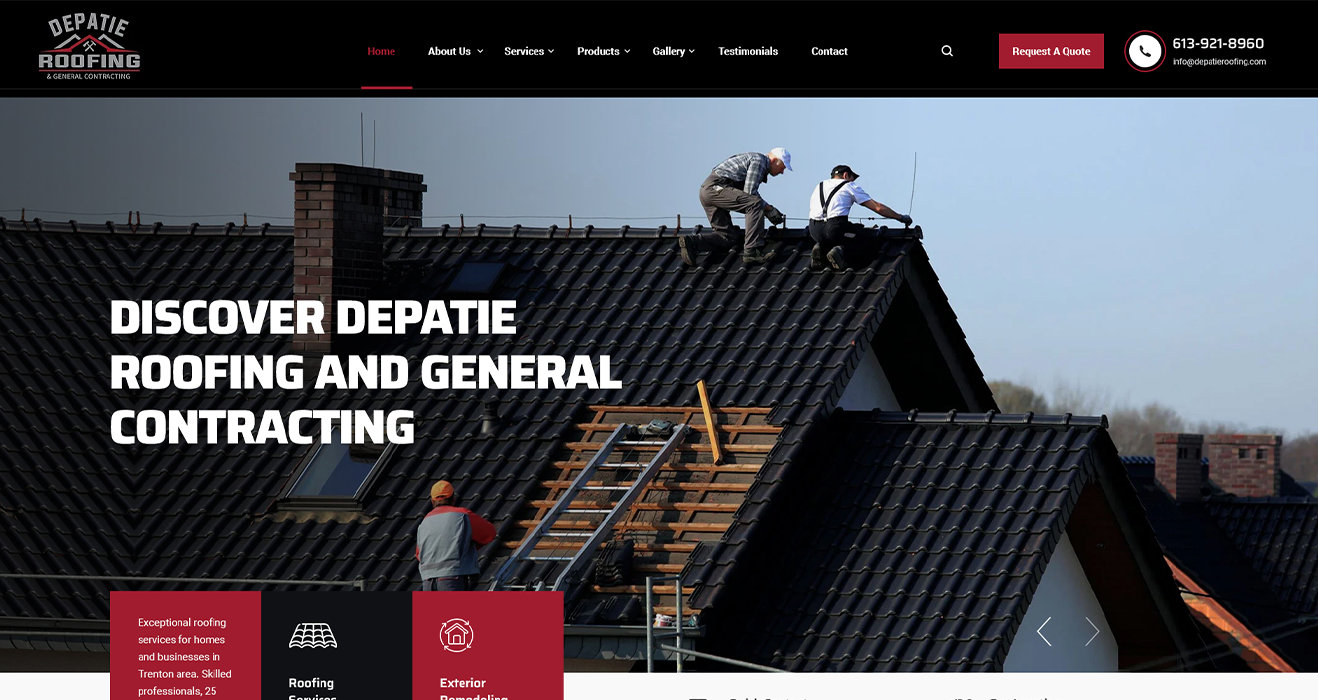 DEPATIE
ROOFING
& GENERAL CONTRACTING
Home
About Us
Services
Products
Gallery
Testimonials
Contact
Request A Quote
613-921-8960
info@depatieroofing.com
DISCOVER DEPATIE
ROOFING AND GENERAL
CONTRACTING
Exceptional roofing
services for homes
and businesses in
Trenton area. Skilled
professionals, 25
Roofing
Services
Exterior
Remodeling